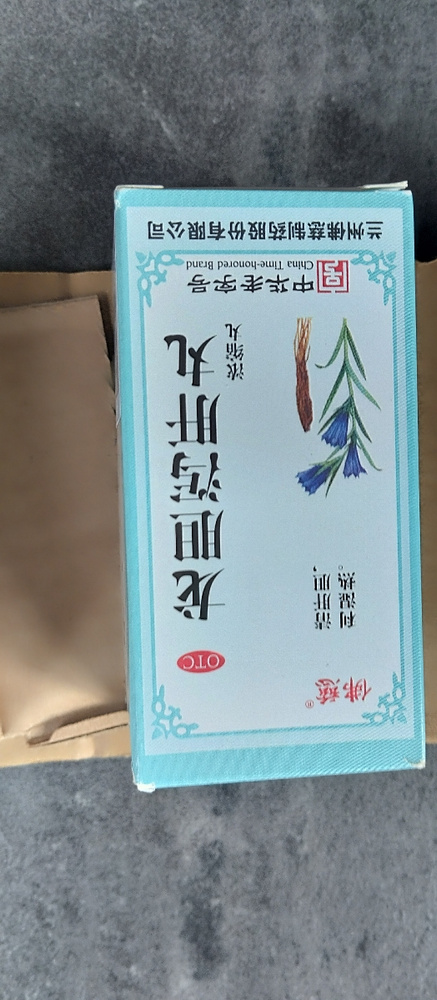 佛慈®
清肝胆,
利湿热。
OTC
龙胆泻肝丸
浓缩丸
中华老字号
China Time-honored Brand
兰州佛慈制药股份有限公司